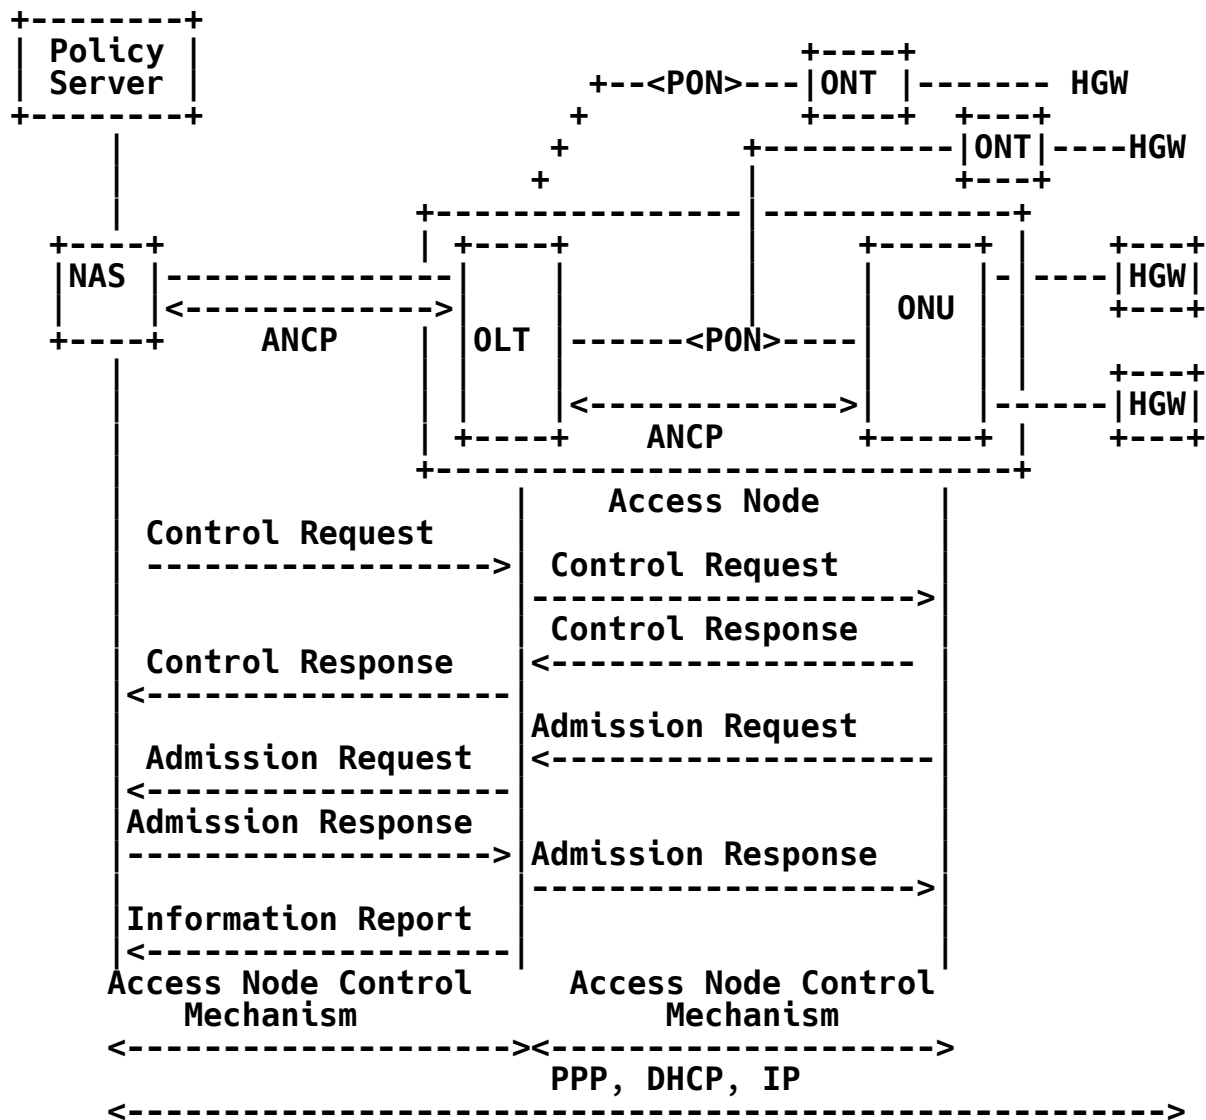 +--------+
| Policy |                                +----+
| Server |                     +--<PON>---|ONT |------- HGW
+--------+                    +           +----+  +---+
     |                       +         +----------|ONT|----HGW
     |                      +          |          +---+
     |                +----------------|-------------+
  +----+              | +----+         |     +-----+ |    +---+
  |NAS |---------------|    |         |     |     |-|----|HGW|
  |    |<------------->|    |         |     | ONU | |    +---+
  +----+     ANCP     | |OLT |------<PON>----|     | |
     |                | |    |               |     | |    +---+
     |                | |    |<------------->|     |------|HGW|
     |                | +----+    ANCP       +-----+ |    +---+
     |                +------------------------------+
     |                    |    Access Node        |
     | Control Request    |                       |
     | ------------------>| Control Request       |
     |                    |--------------------->|
     |                    | Control Response      |
     | Control Response   |<-------------------   |
     |<-------------------|                       |
     |                    |Admission Request      |
     | Admission Request  |<--------------------|
     |<-------------------|                       |
     |Admission Response  |                       |
     |------------------->|Admission Response     |
     |                    |-------------------->|
     |Information Report  |                       |
     |<-------------------|                       |
     Access Node Control     Access Node Control
         Mechanism                Mechanism
     <--------------------><--------------------->
                            PPP, DHCP, IP
     <------------------------------------------------------>